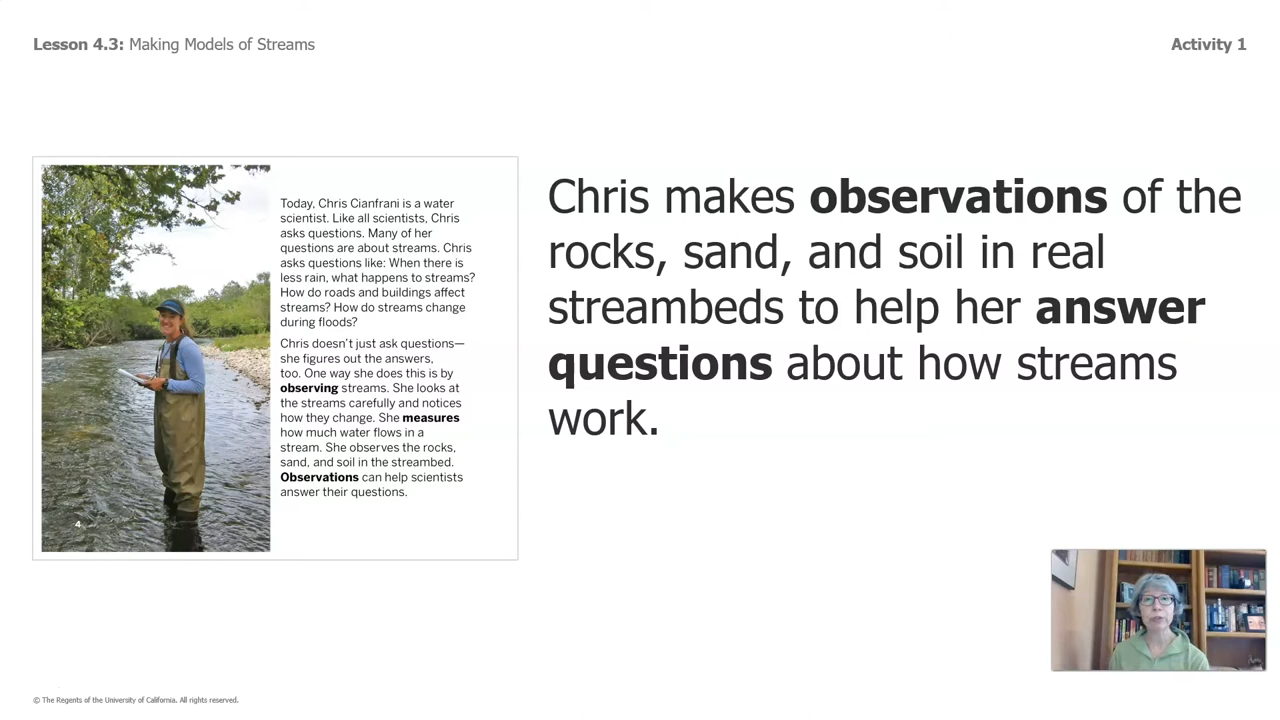 Lesson 4.3: Making Models of Streams
Activity 1
Today, Chris Cianfrani is a water
scientist. Like all scientists, Chris
asks questions. Many of her
questions are about streams. Chris
asks questions like: When there is
less rain, what happens to streams?
How do roads and buildings affect
streams? How do streams change
during floods?
Chris doesn't just ask questions—
she figures out the answers,
too. One way she does this is by
observing streams. She looks at
the streams carefully and notices
how they change. She measures
how much water flows in a
stream. She observes the rocks,
sand, and soil in the streambed.
Observations can help scientists
answer their questions.
4
Chris makes observations of the
rocks, sand, and soil in real
streambeds to help her answer
questions about how streams
work.
© The Regents of the University of California. All rights reserved.